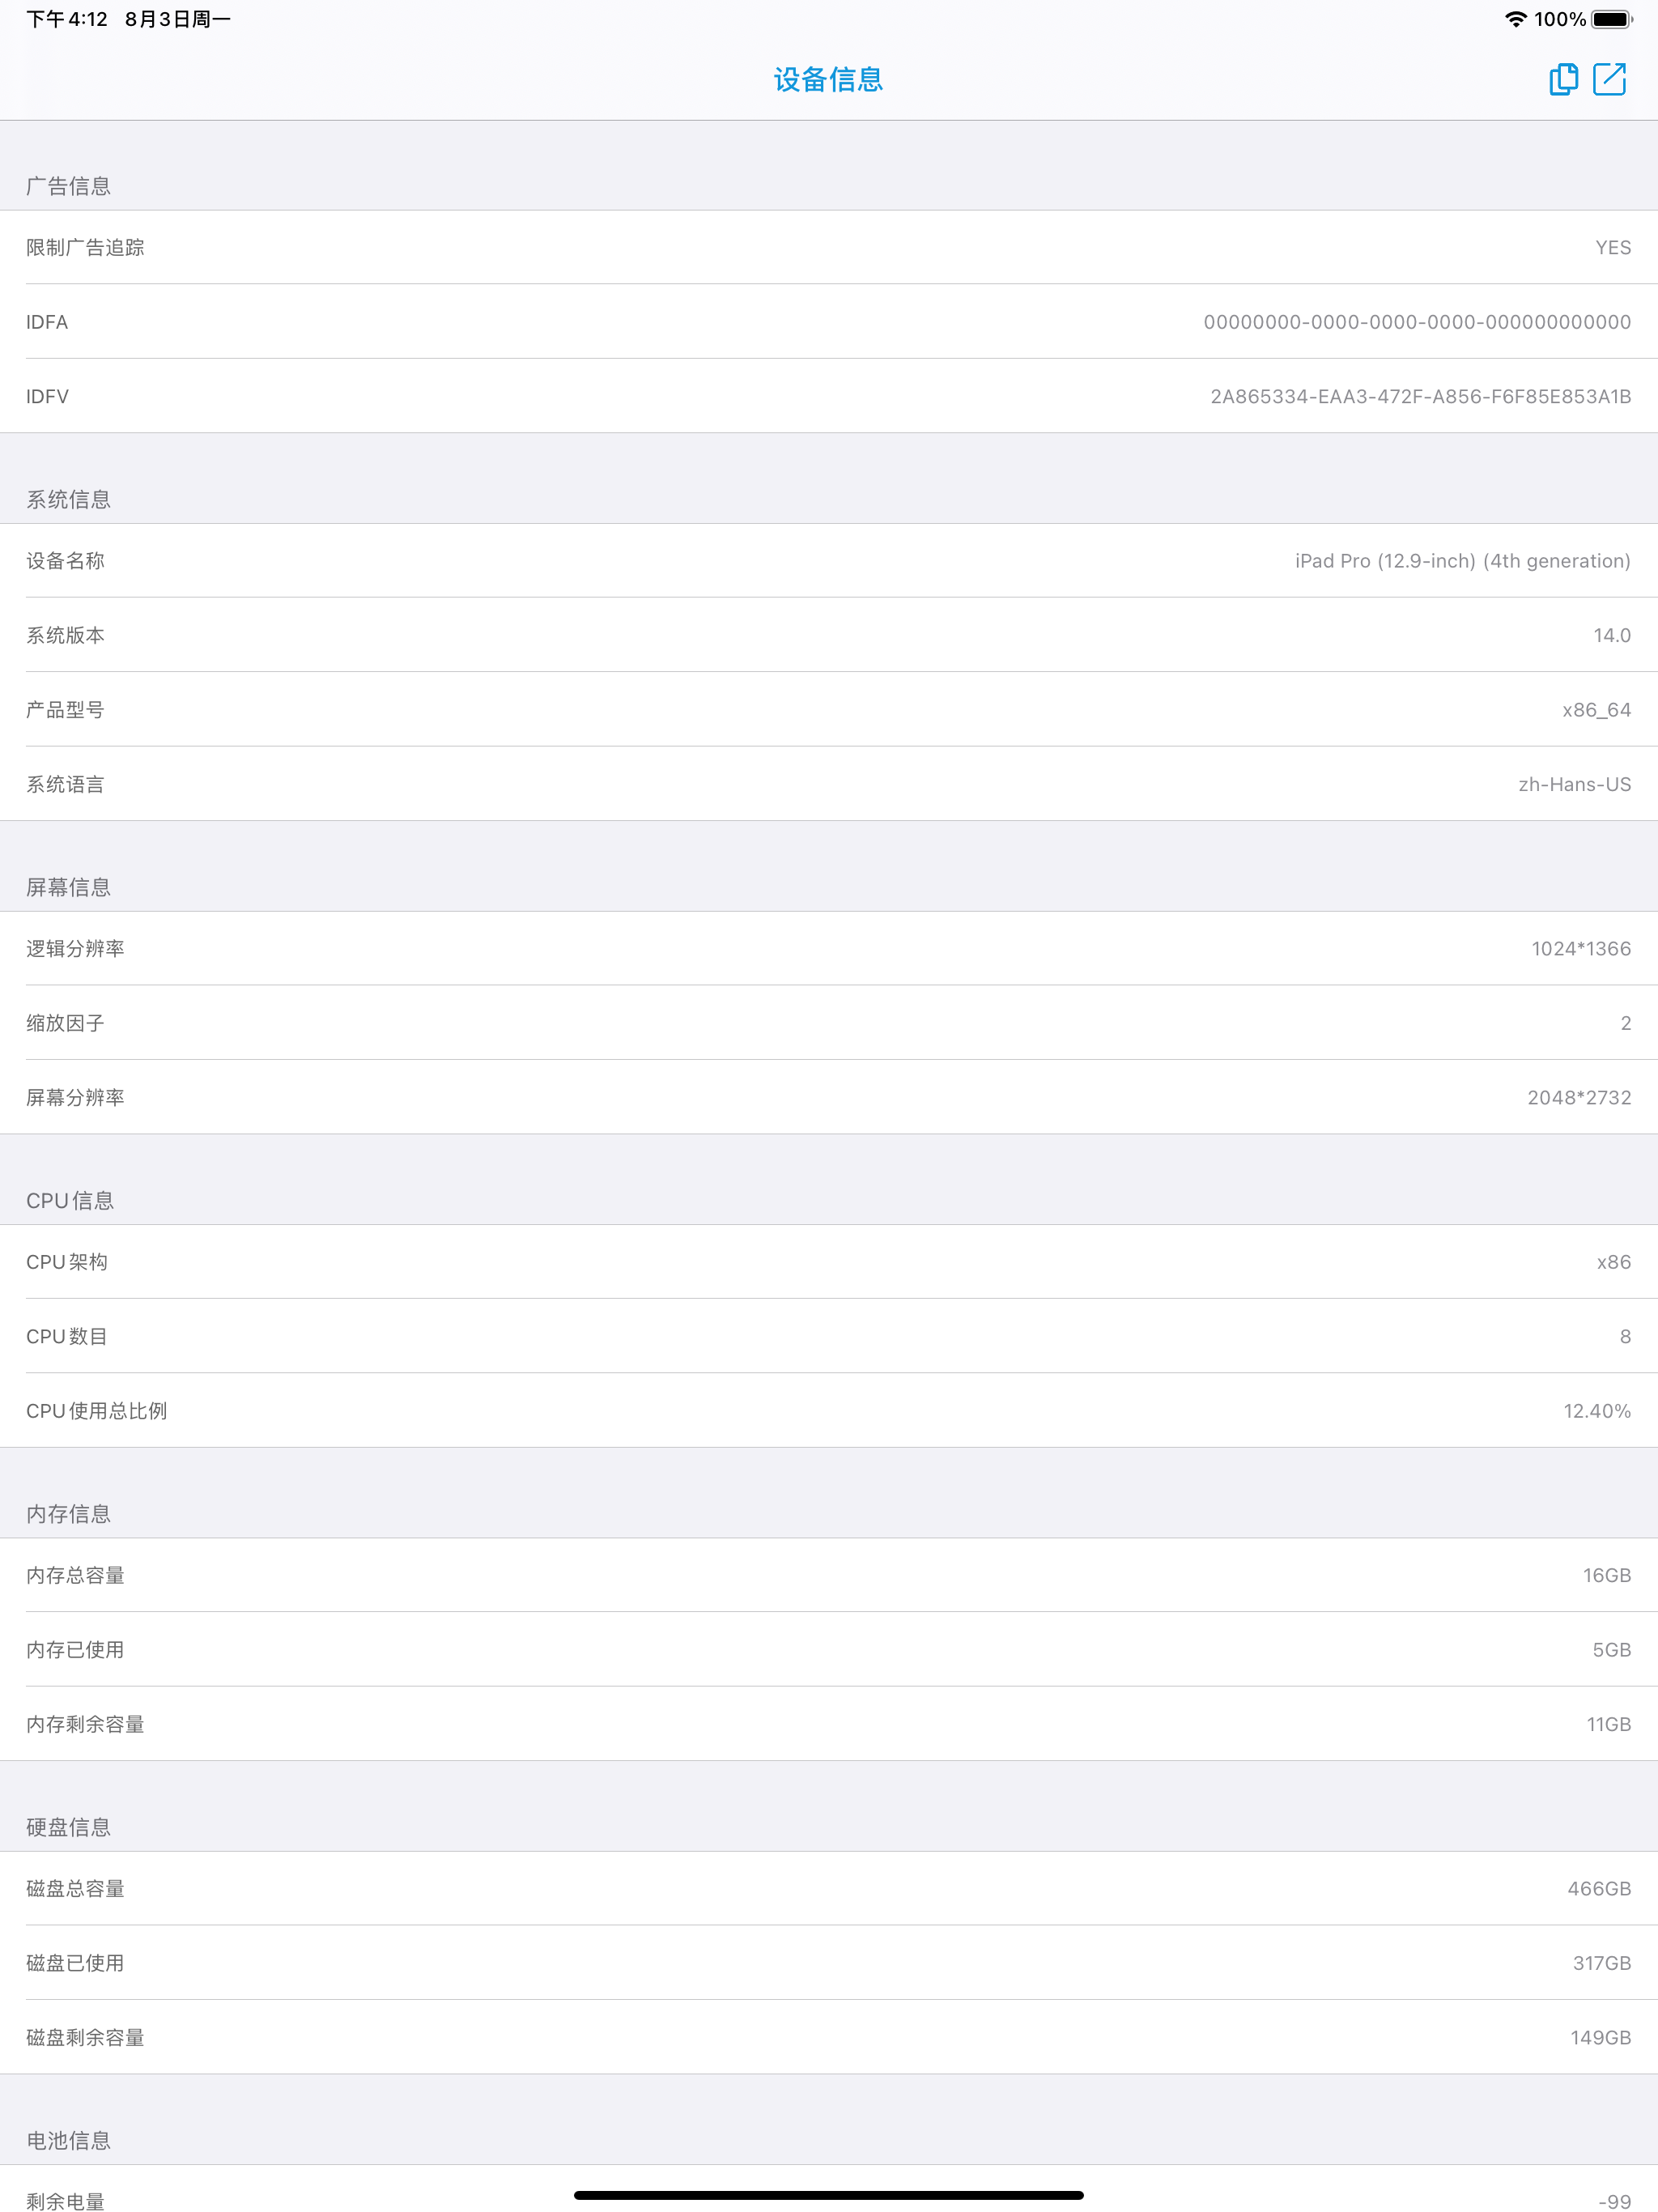 下午4:12 8月3日周一 100%
设备信息
广告信息
限制广告追踪 YES
IDFA 00000000-0000-0000-0000-000000000000
IDFV 2A865334-EAA3-472F-A856-F6F85E853A1B
系统信息
设备名称 iPad Pro (12.9-inch) (4th generation)
系统版本 14.0
产品型号 x86_64
系统语言 zh-Hans-US
屏幕信息
逻辑分辨率 1024*1366
缩放因子 2
屏幕分辨率 2048*2732
CPU信息
CPU架构 x86
CPU数目 8
CPU使用总比例 12.40%
内存信息
内存总容量 16GB
内存已使用 5GB
内存剩余容量 11GB
硬盘信息
磁盘总容量 466GB
磁盘已使用 317GB
磁盘剩余容量 149GB
电池信息
剩余电量 -99